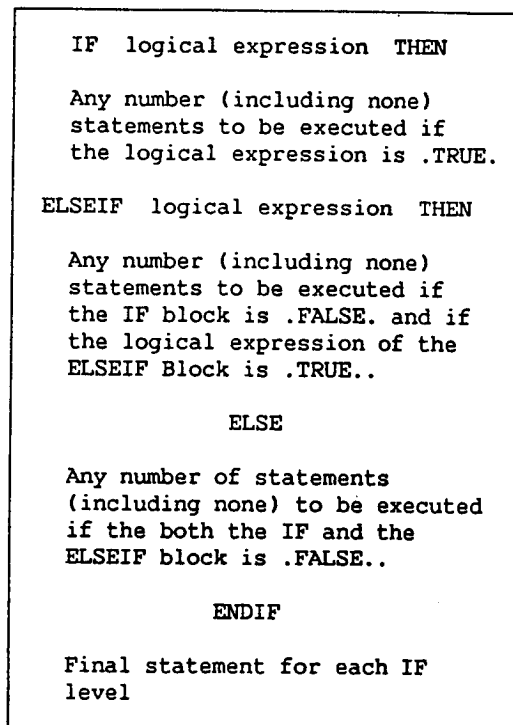 IF logical expression THEN
Any number (including none)
statements to be executed if
the logical expression is .TRUE.
ELSEIF logical expression THEN
Any number (including none)
statements to be executed if
the IF block is .FALSE. and if
the logical expression of the
ELSEIF Block is .TRUE..
ELSE
Any number of statements
(including none) to be executed
if the both the IF and the
ELSEIF block is .FALSE..
ENDIF
Final statement for each IF
level